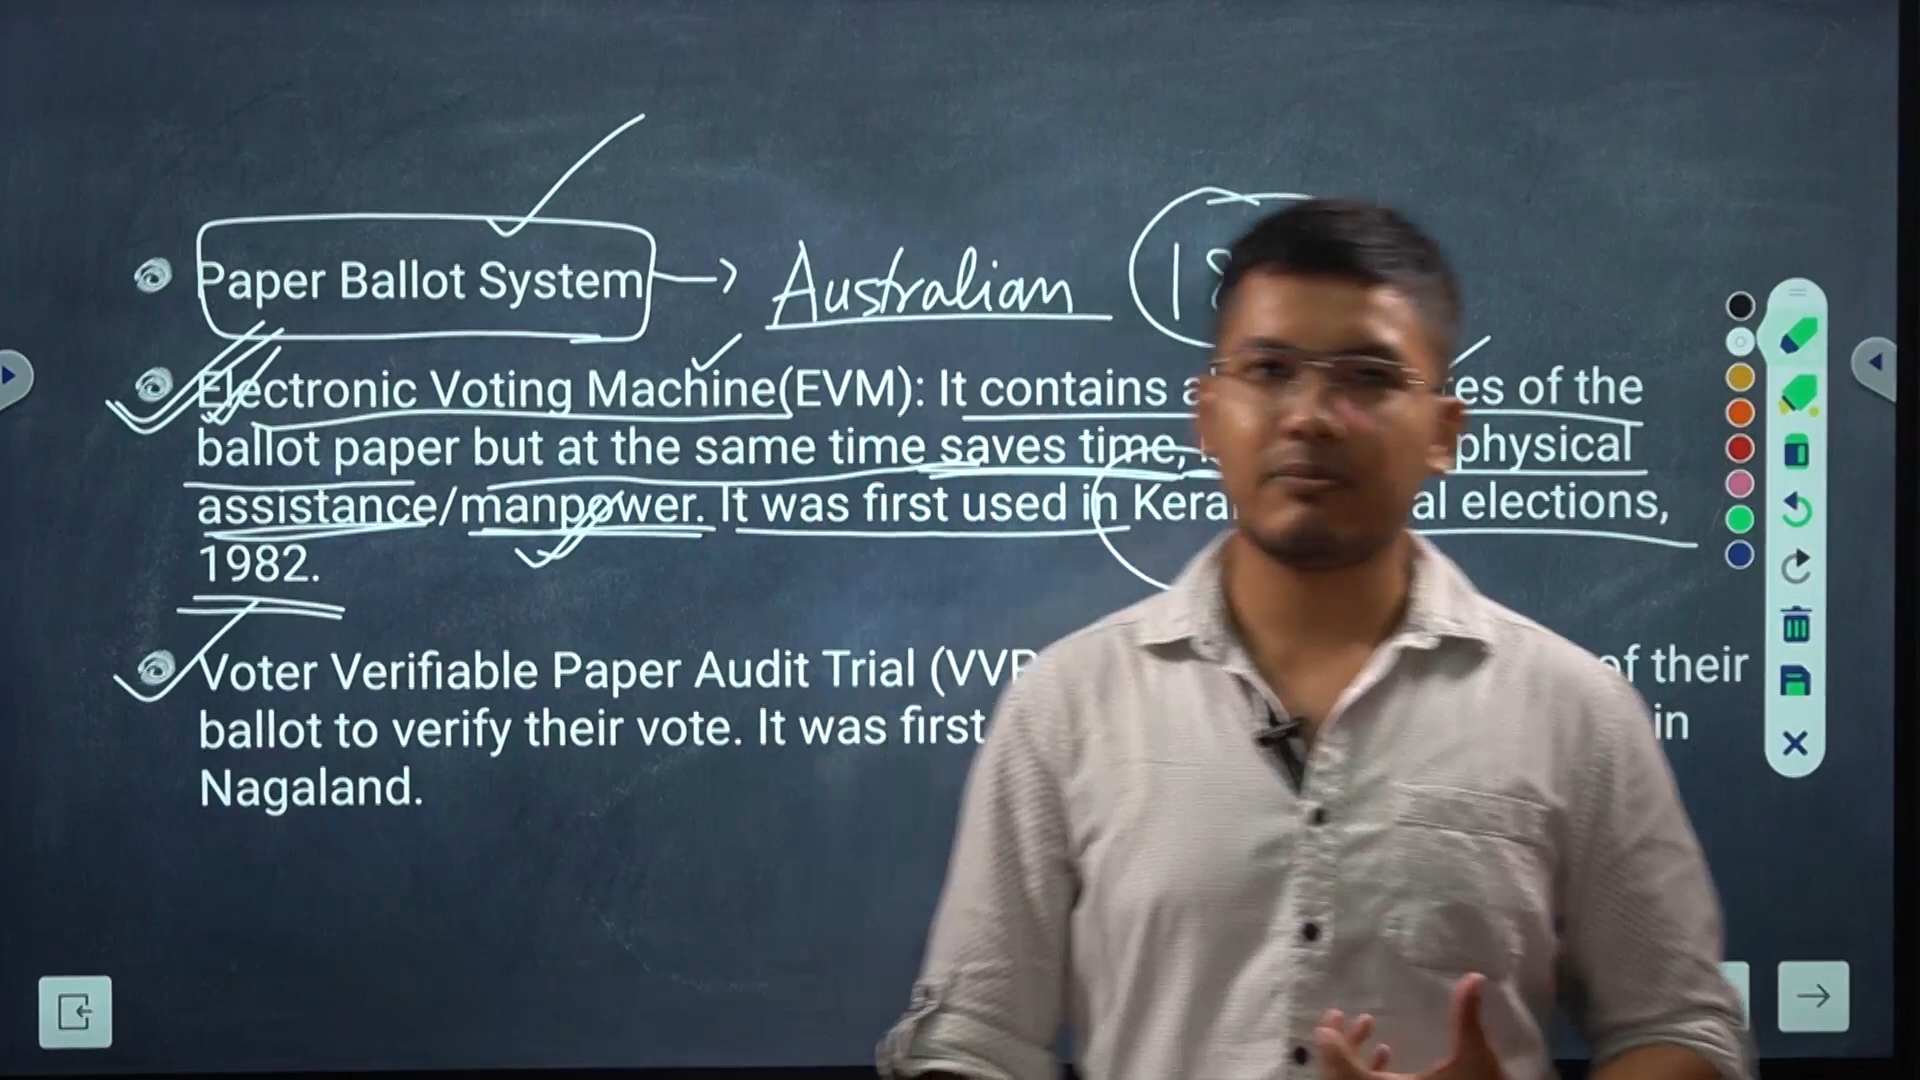 Paper Ballot System → Australian
Electronic Voting Machine(EVM): It contains es of the
ballot paper but at the same time saves time, physical
assistance/manpower. It was first used in al elections,
1982.
Voter Verifiable Paper Audit Trial of their
ballot to verify their vote. It was first in
Nagaland.